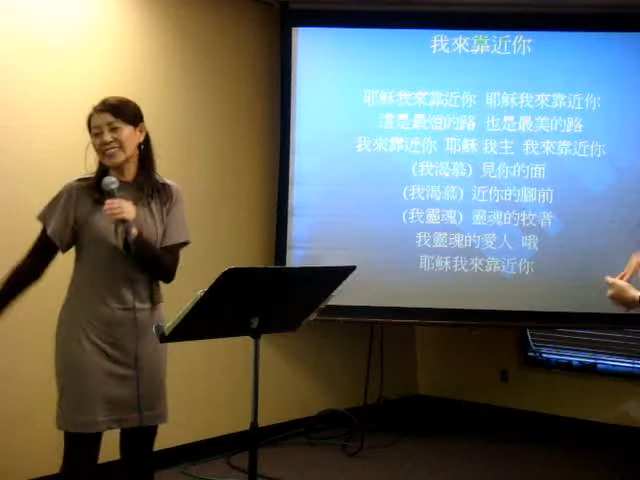 我來靠近你
耶穌我來靠近你 耶穌我來靠近你
這是最短的路 也是最美的路
我來靠近你 耶穌 我主 我來靠近你
(我渴慕) 見你的面
(我渴慕) 近你的腳前
(我靈魂) 靈魂的牧者
我靈魂的愛人 哦
耶穌我來靠近你